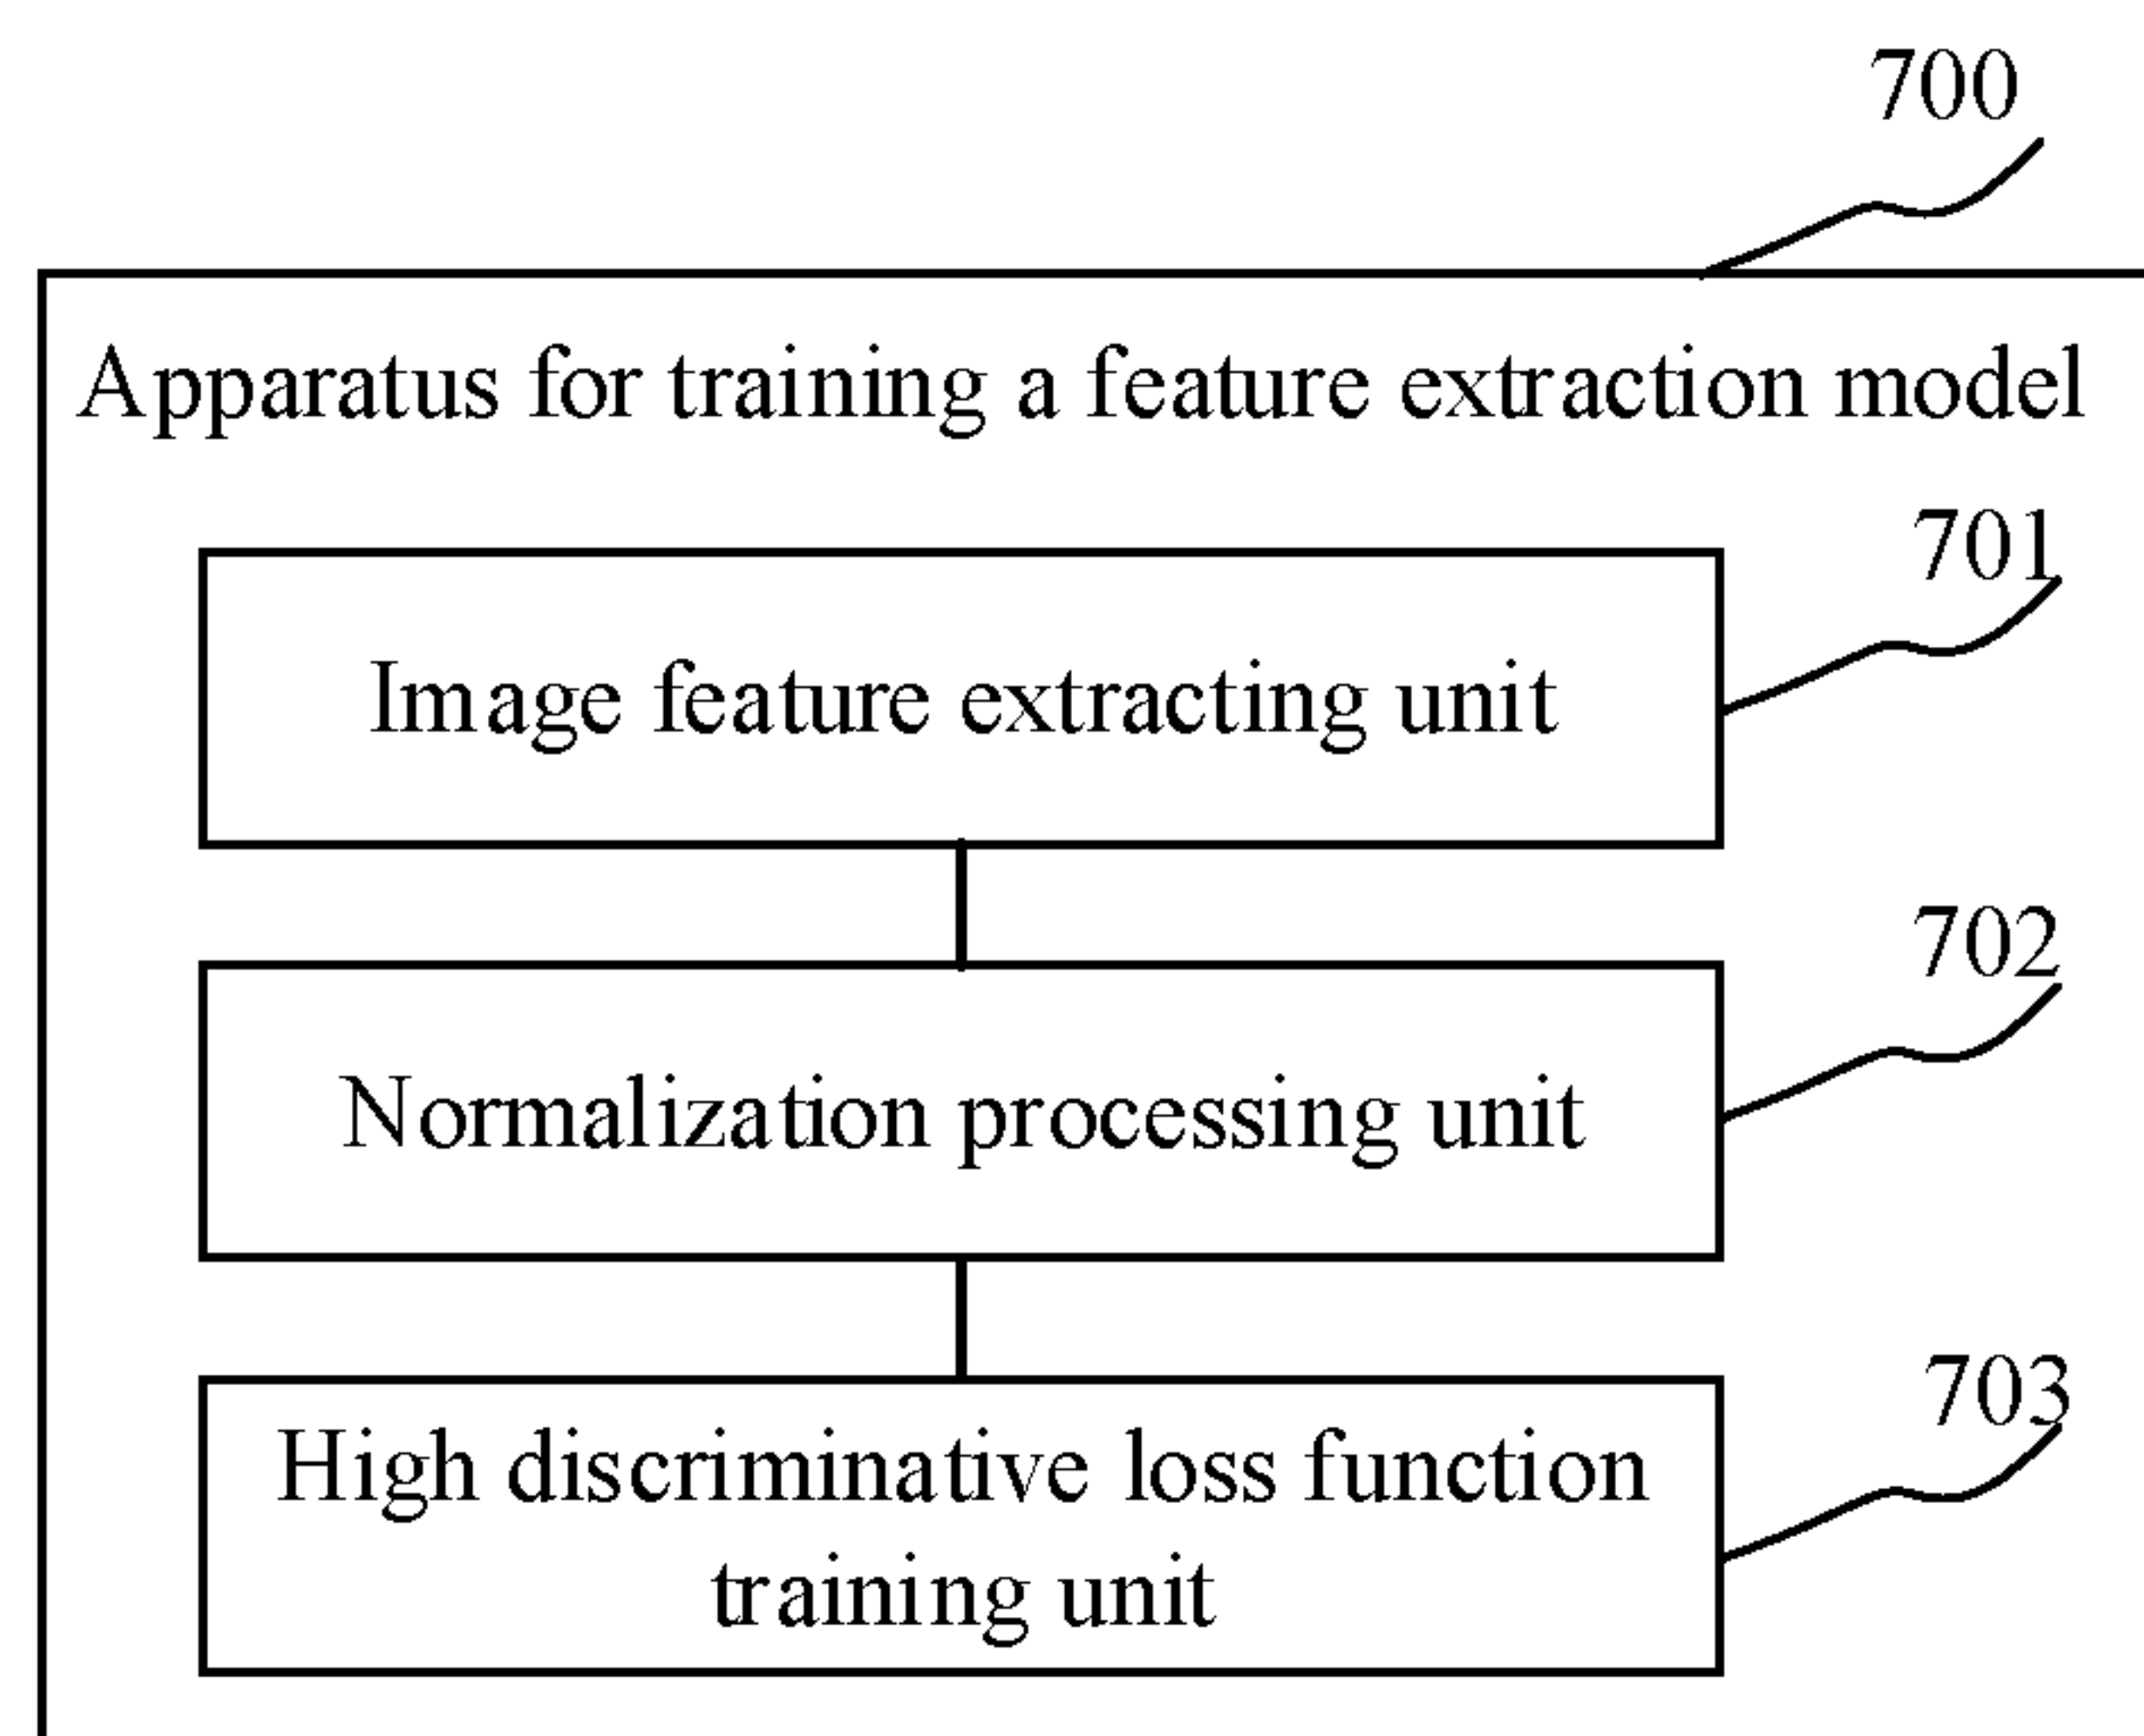 700
Apparatus for training a feature extraction model
701
Image feature extracting unit
702
Normalization processing unit
703
High discriminative loss function
training unit